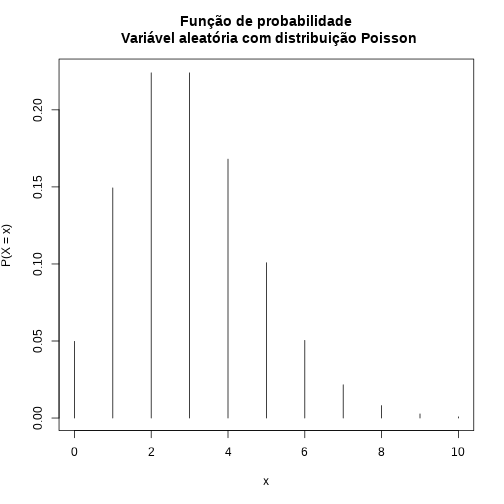 Função de probabilidade
Variável aleatória com distribuição Poisson
P(X = x)
0.20
0.15
0.10
0.05
0.00
0 2 4 6 8 10
x